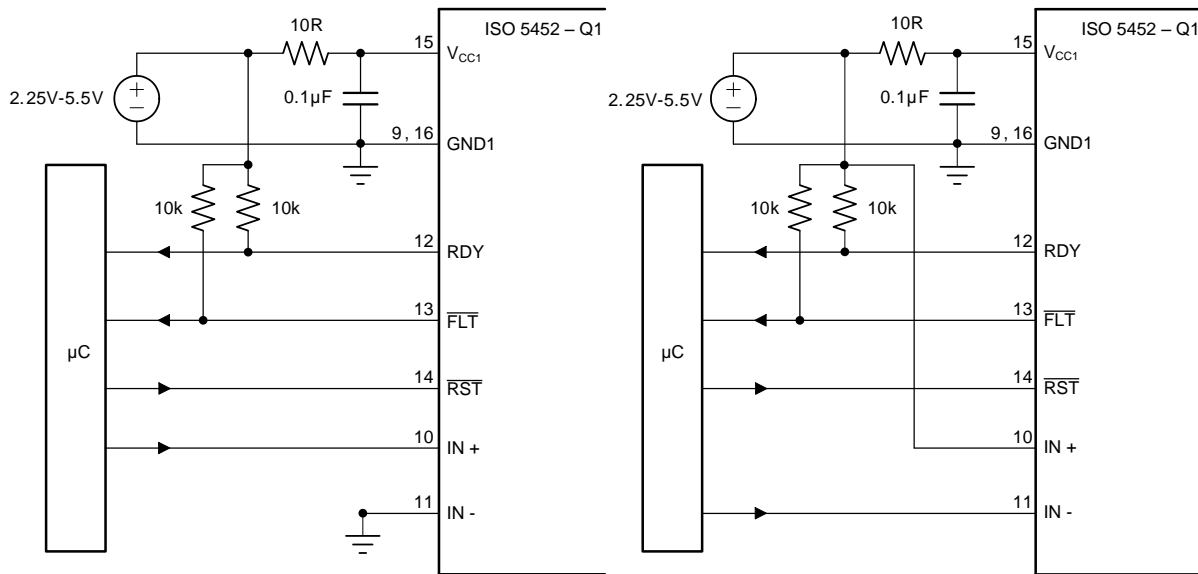 ISO 5452 – Q1
10R
15
VCC1
2.25V-5.5V
0.1µF
9, 16
GND1
10k
10k
12
RDY
13
FLT
µC
14
RST
10
IN +
11
IN -
ISO 5452 – Q1
10R
15
VCC1
2.25V-5.5V
0.1µF
9, 16
GND1
10k
10k
12
RDY
13
FLT
µC
14
RST
10
IN +
11
IN -